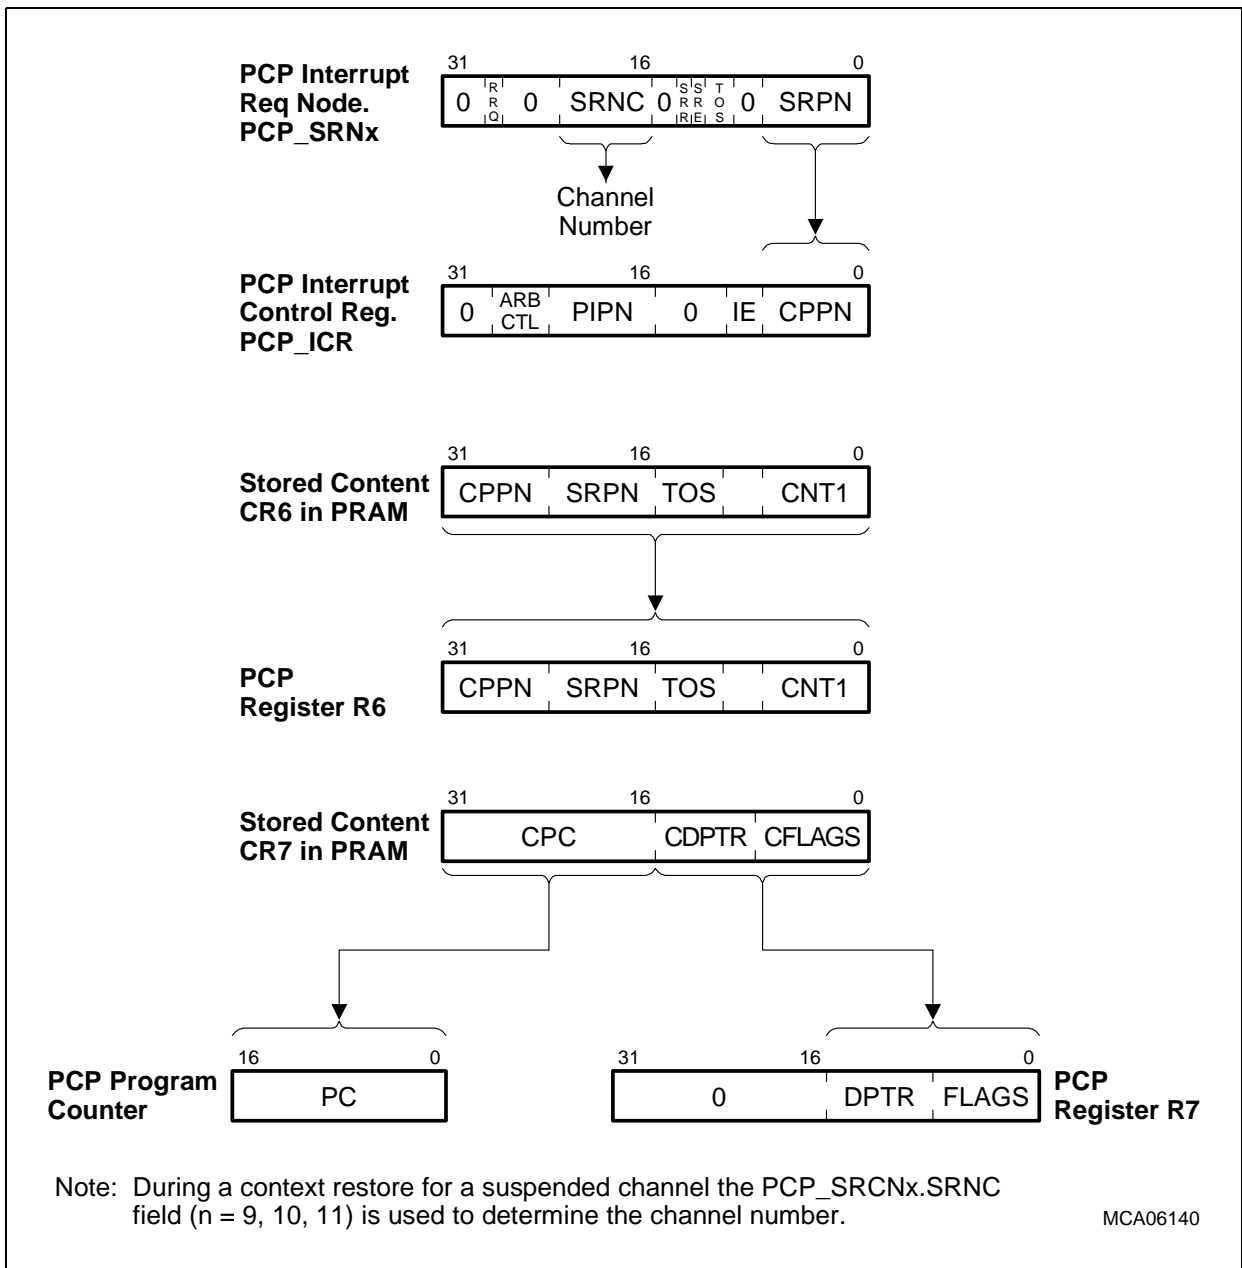 31 16 0
PCP Interrupt
Req Node.
PCP_SRNx
0 RRQ 0 SRNC 0 SRR SRE TOS 0 SRPN
Channel
Number
31 16 0
PCP Interrupt
Control Reg.
PCP_ICR
0 ARB CTL PIPN 0 IE CPPN
31 16 0
Stored Content
CR6 in PRAM
CPPN SRPN TOS CNT1
31 16 0
PCP
Register R6
CPPN SRPN TOS CNT1
31 16 0
Stored Content
CR7 in PRAM
CPC CDPTR CFLAGS
16 0
PCP Program
Counter
PC
31 16 0
0 DPTR FLAGS
PCP
Register R7
Note: During a context restore for a suspended channel the PCP_SRCNx.SRNC
field (n = 9, 10, 11) is used to determine the channel number.
MCA06140